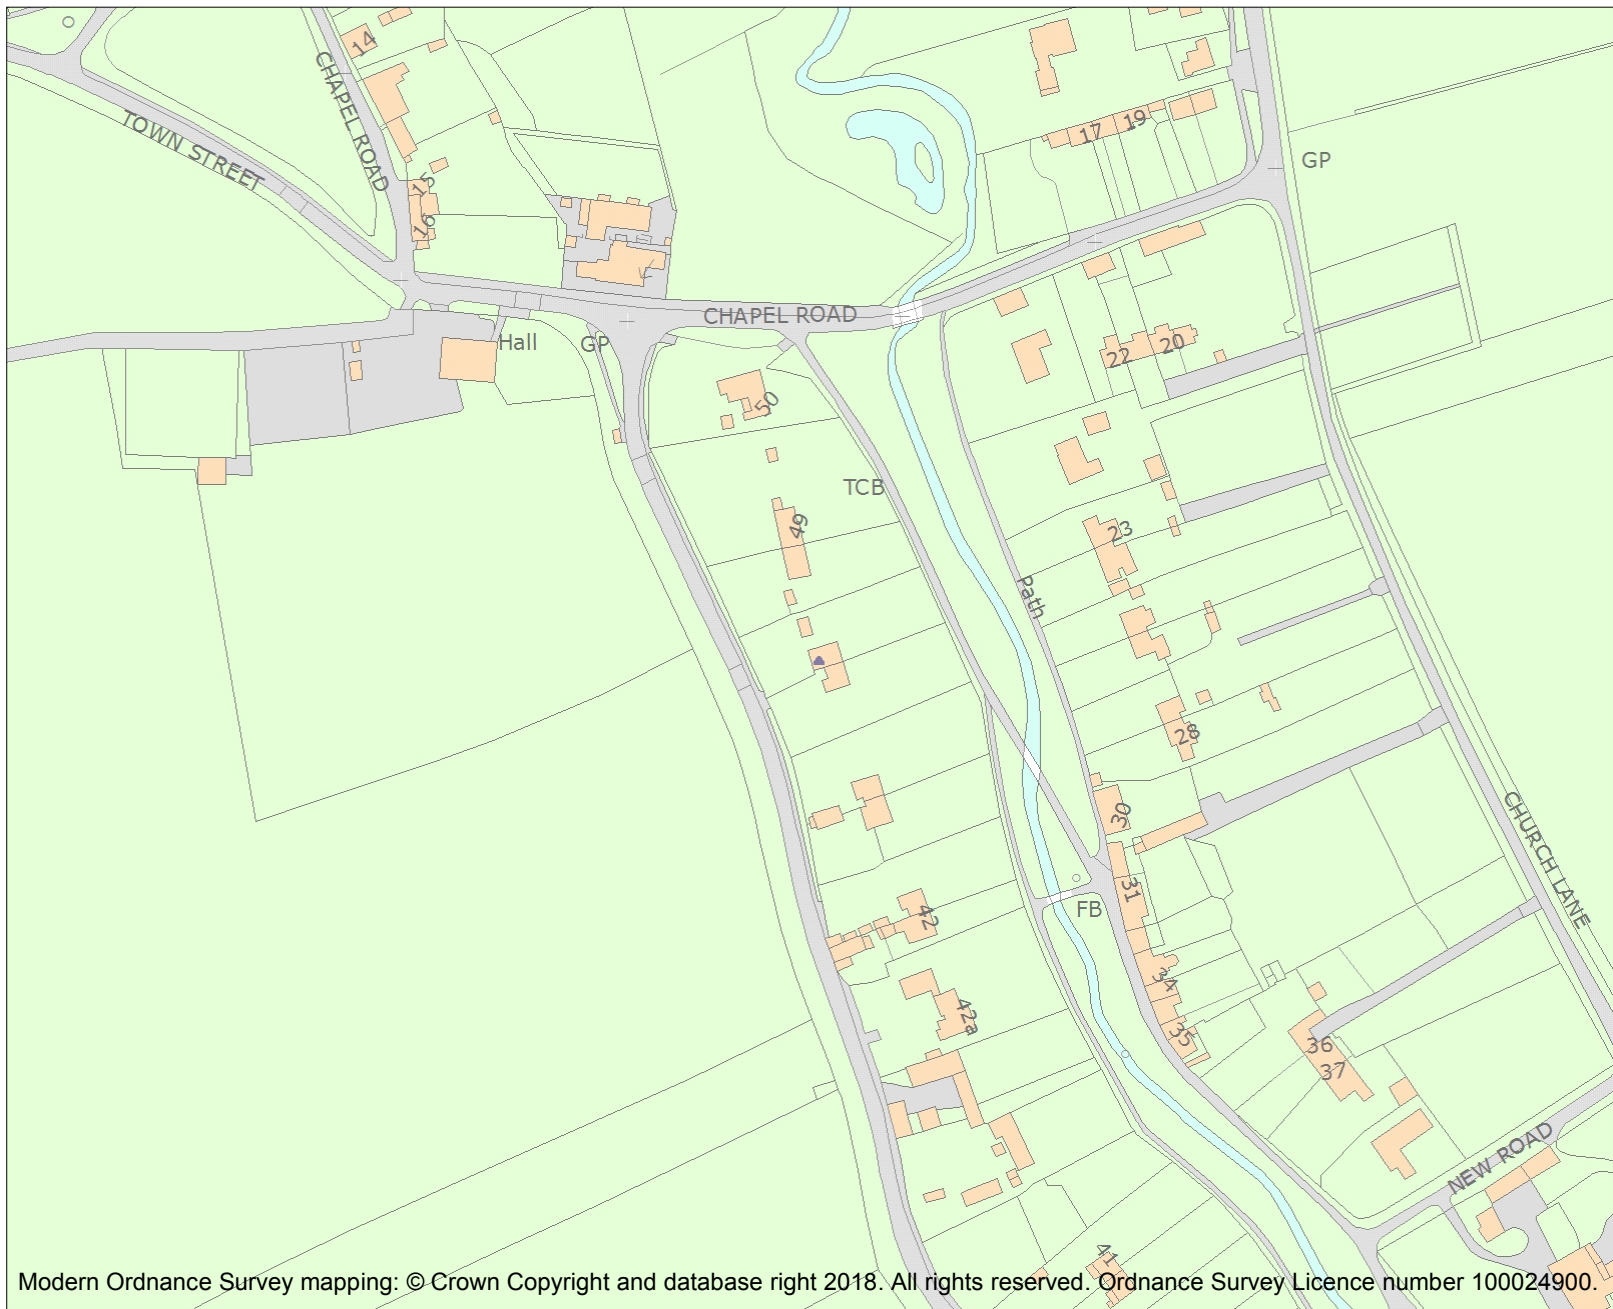 14
CHAPEL ROAD
TOWN STREET
17
19
GP
15
16
CHAPEL ROAD
Hall
GP
22
20
50
TCB
49
23
Path
28
30
CHURCH LANE
31
FB
42
34
42a
35
36
37
NEW ROAD
41
Modern Ordnance Survey mapping: © Crown Copyright and database right 2018. All rights reserved. Ordnance Survey Licence number 100024900.